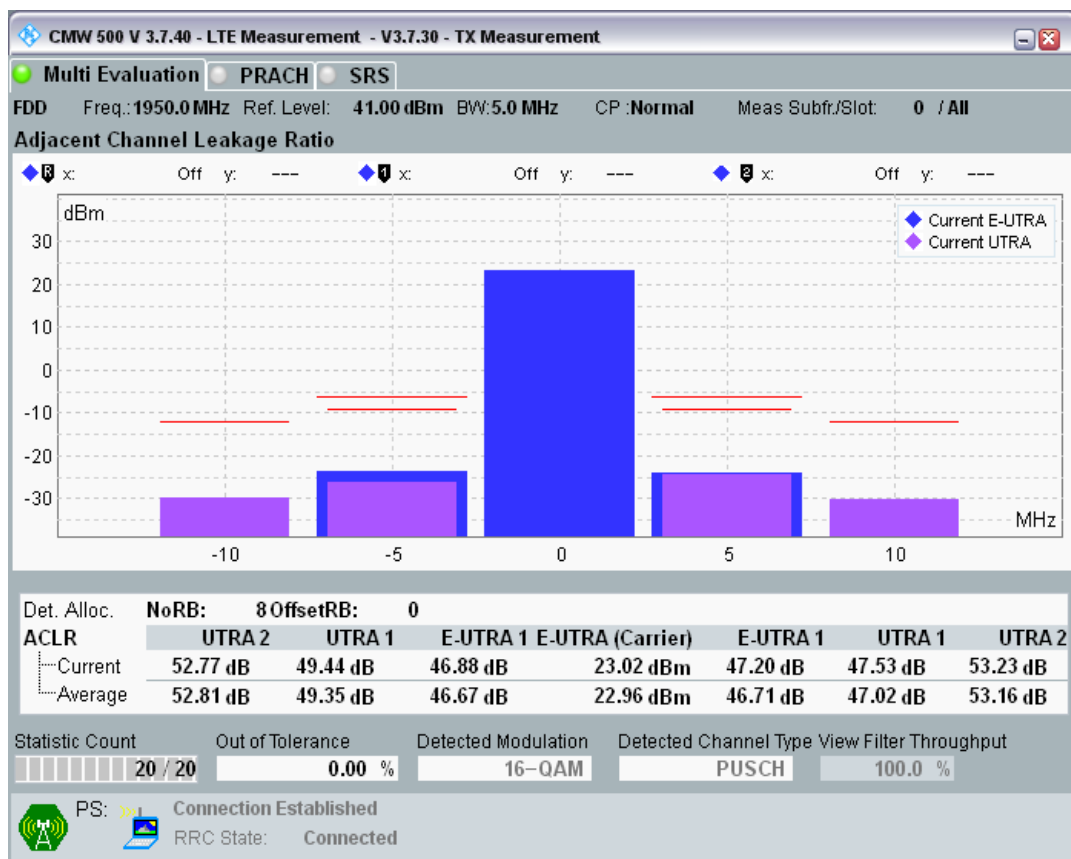 CMW 500 V 3.7.40 - LTE Measurement - V3.7.30 - TX Measurement
Multi Evaluation PRACH SRS
FDD Freq.: 1950.0 MHz Ref. Level: 41.00 dBm BW: 5.0 MHz CP : Normal Meas Subfr./Slot: 0 / All
Adjacent Channel Leakage Ratio
R x: Off y: --- 1 x: Off y: --- 2 x: Off y: ---
dBm
Current E-UTRA
Current UTRA
30
20
10
0
-10
-20
-30
MHz
-10 -5 0 5 10
Det. Alloc. NoRB: 8 OffsetRB: 0
ACLR UTRA 2 UTRA 1 E-UTRA 1 E-UTRA (Carrier) E-UTRA 1 UTRA 1 UTRA 2
Current 52.77 dB 49.44 dB 46.88 dB 23.02 dBm 47.20 dB 47.53 dB 53.23 dB
Average 52.81 dB 49.35 dB 46.67 dB 22.96 dBm 46.71 dB 47.02 dB 53.16 dB
Statistic Count Out of Tolerance Detected Modulation Detected Channel Type View Filter Throughput
20 / 20 0.00 % 16-QAM PUSCH 100.0 %
PS: Connection Established
RRC State: Connected